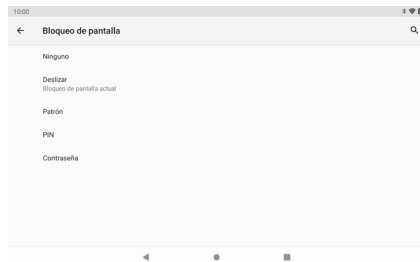 10:00
Bloqueo de pantalla
Ninguno
Deslizar
Bloqueo de pantalla actual
Patrón
PIN
Contraseña